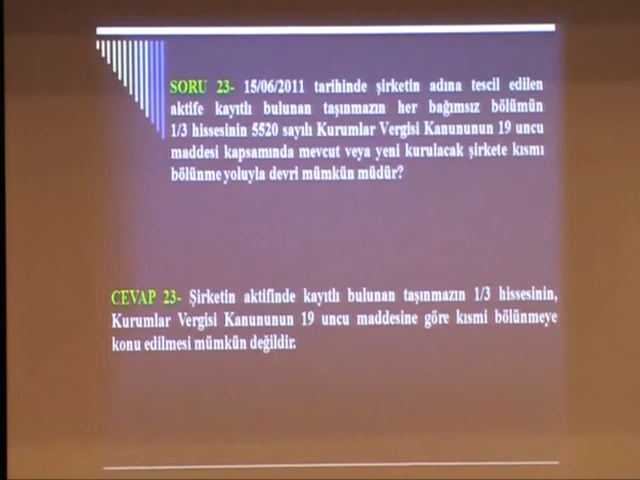 SORU 23- 15/06/2011 tarihinde şirketin adına tescil edilen
aktife kayıtlı bulunan taşınmazın her bağımsız bölümün
1/3 hissesinin 5520 sayılı Kurumlar Vergisi Kanununun 19 uncu
maddesi kapsamında mevcut veya yeni kurulacak şirkete kısmı
bölünme yoluyla devri mümkün müdür?
CEVAP 23- Şirketin aktifinde kayıtlı bulunan taşınmazın 1/3 hissesinin,
Kurumlar Vergisi Kanununun 19 uncu maddesine göre kısmi bölünmeye
konu edilmesi mümkün değildir.